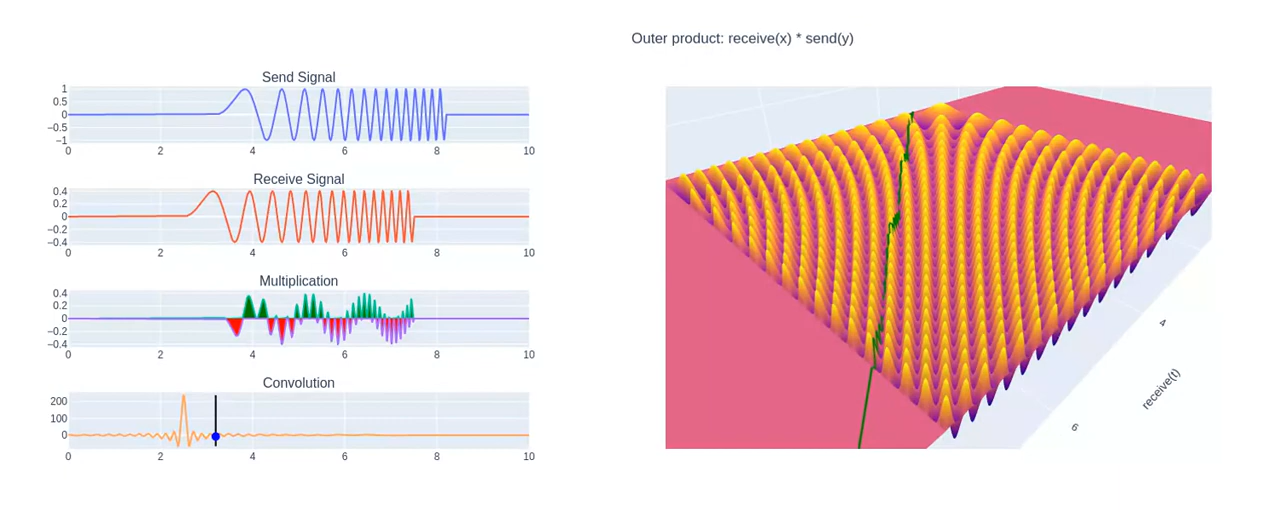 Outer product: receive(x) * send(y)
Send Signal
1
0.5
0
−0.5
−1
0 2 4 6 8 10
Receive Signal
0.4
0.2
0
−0.2
−0.4
0 2 4 6 8 10
Multiplication
0.4
0.2
0
−0.2
−0.4
0 2 4 6 8 10
Convolution
200
100
0
0 2 4 6 8 10
4
receive(t)
6